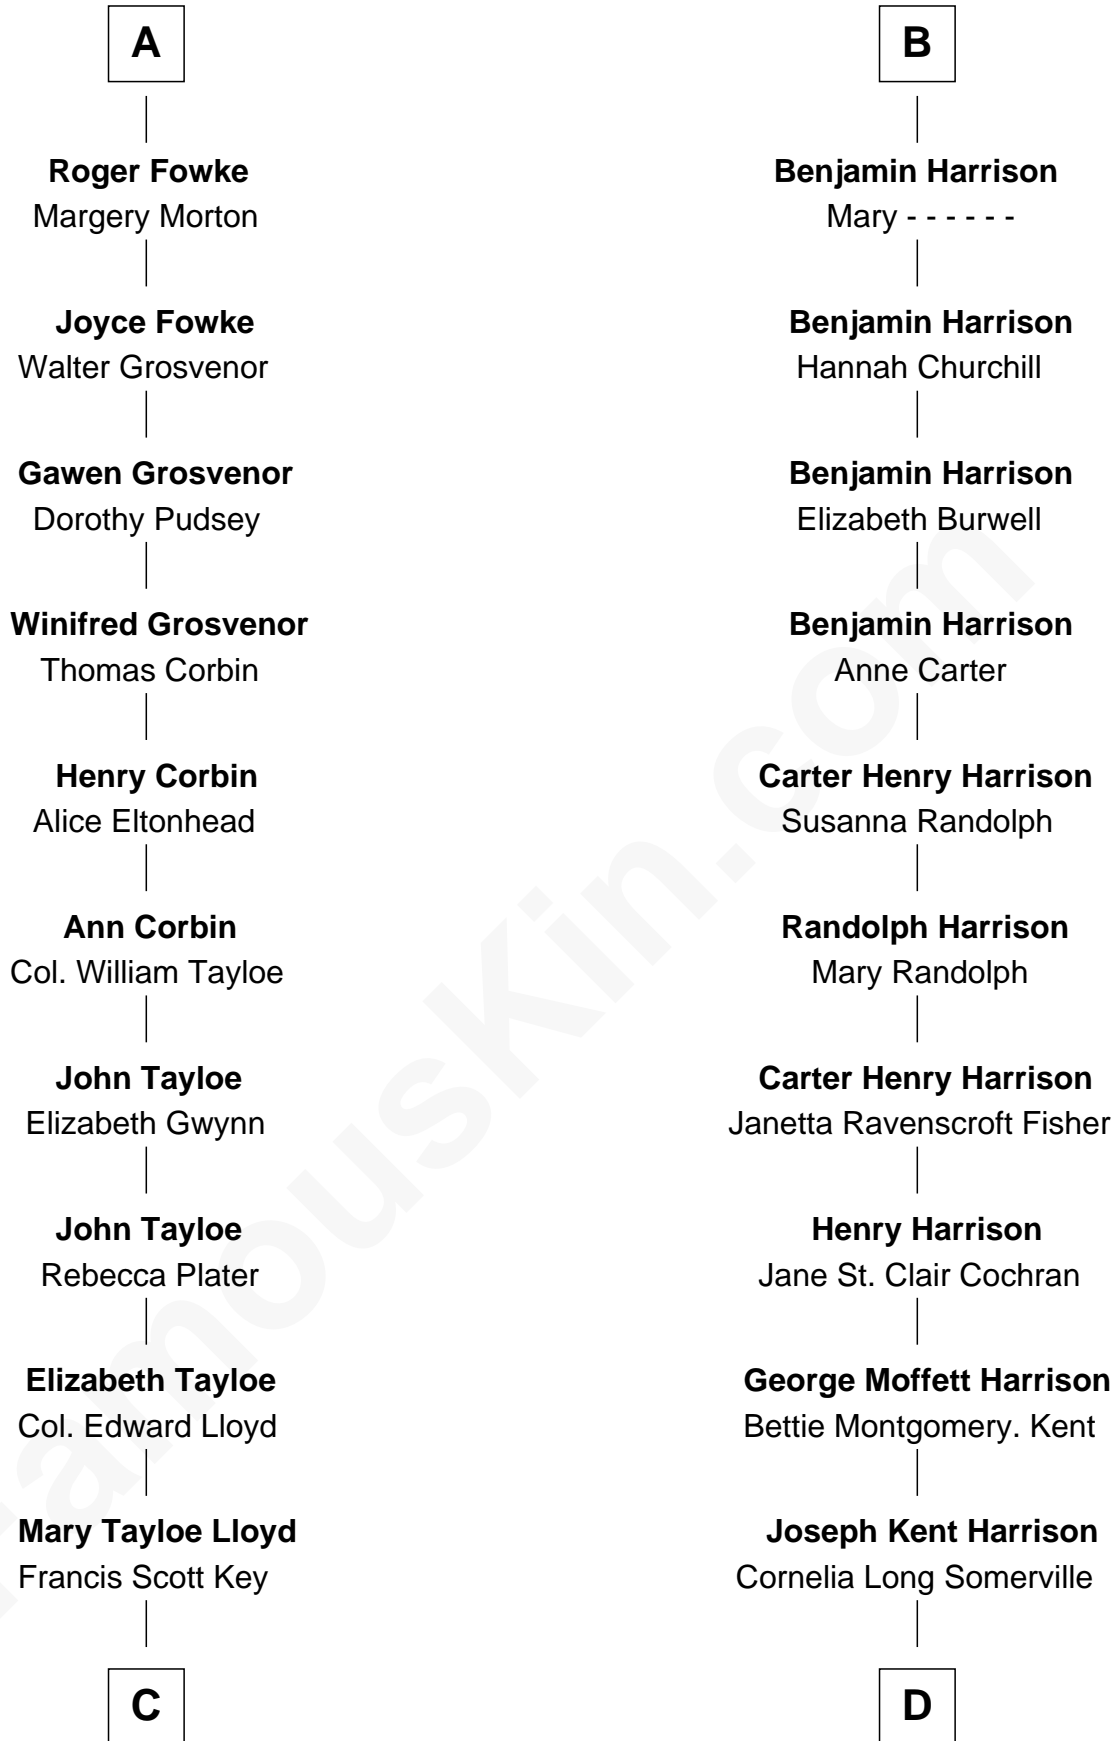 A
Roger Fowke
Margery Morton
Joyce Fowke
Walter Grosvenor
Gawen Grosvenor
Dorothy Pudsey
Winifred Grosvenor
Thomas Corbin
Henry Corbin
Alice Eltonhead
Ann Corbin
Col. William Tayloe
John Tayloe
Elizabeth Gwynn
John Tayloe
Rebecca Plater
Elizabeth Tayloe
Col. Edward Lloyd
Mary Tayloe Lloyd
Francis Scott Key
C
B
Benjamin Harrison
Mary - - - - - -
Benjamin Harrison
Hannah Churchill
Benjamin Harrison
Elizabeth Burwell
Benjamin Harrison
Anne Carter
Carter Henry Harrison
Susanna Randolph
Randolph Harrison
Mary Randolph
Carter Henry Harrison
Janetta Ravenscroft Fisher
Henry Harrison
Jane St. Clair Cochran
George Moffett Harrison
Bettie Montgomery. Kent
Joseph Kent Harrison
Cornelia Long Somerville
D
FamousKin.com